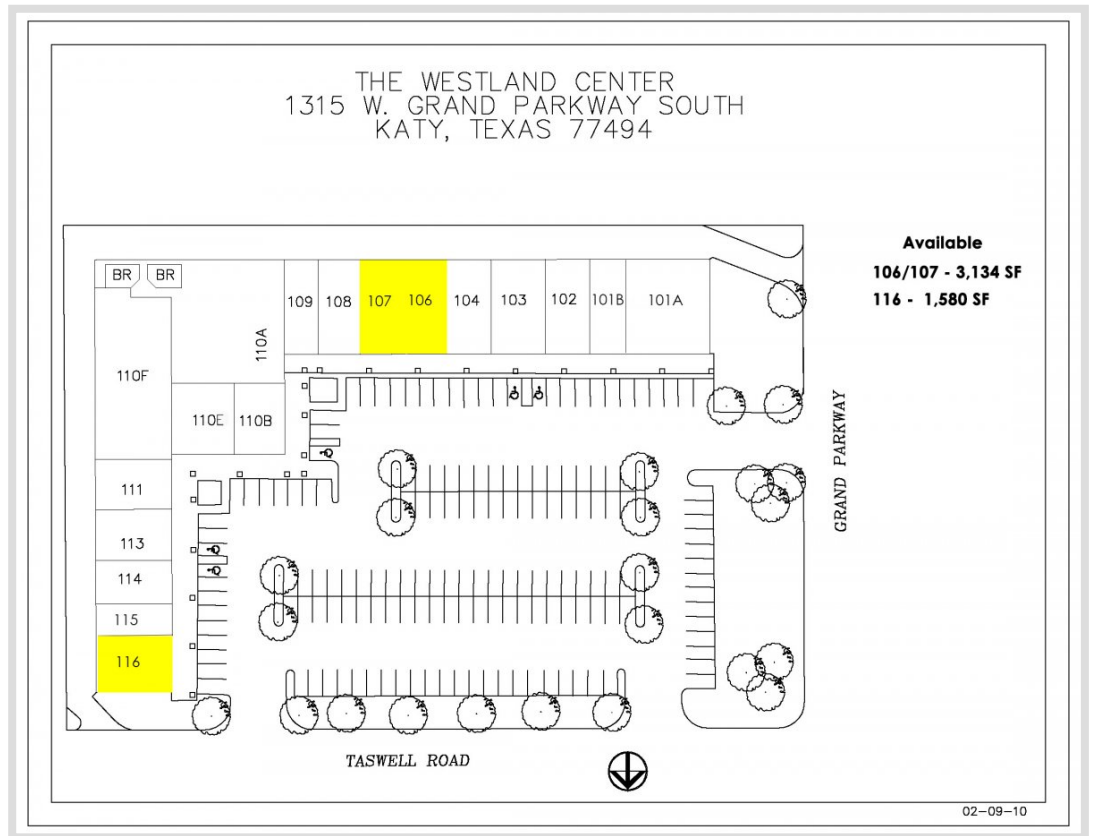 THE WESTLAND CENTER
1315 W. GRAND PARKWAY SOUTH
KATY, TEXAS 77494
Available
106/107 - 3,134 SF
116 - 1,580 SF
BR
BR
109
108
107
106
104
103
102
101B
101A
110A
110F
110E
110B
111
113
114
115
116
GRAND PARKWAY
TASWELL ROAD
02-09-10